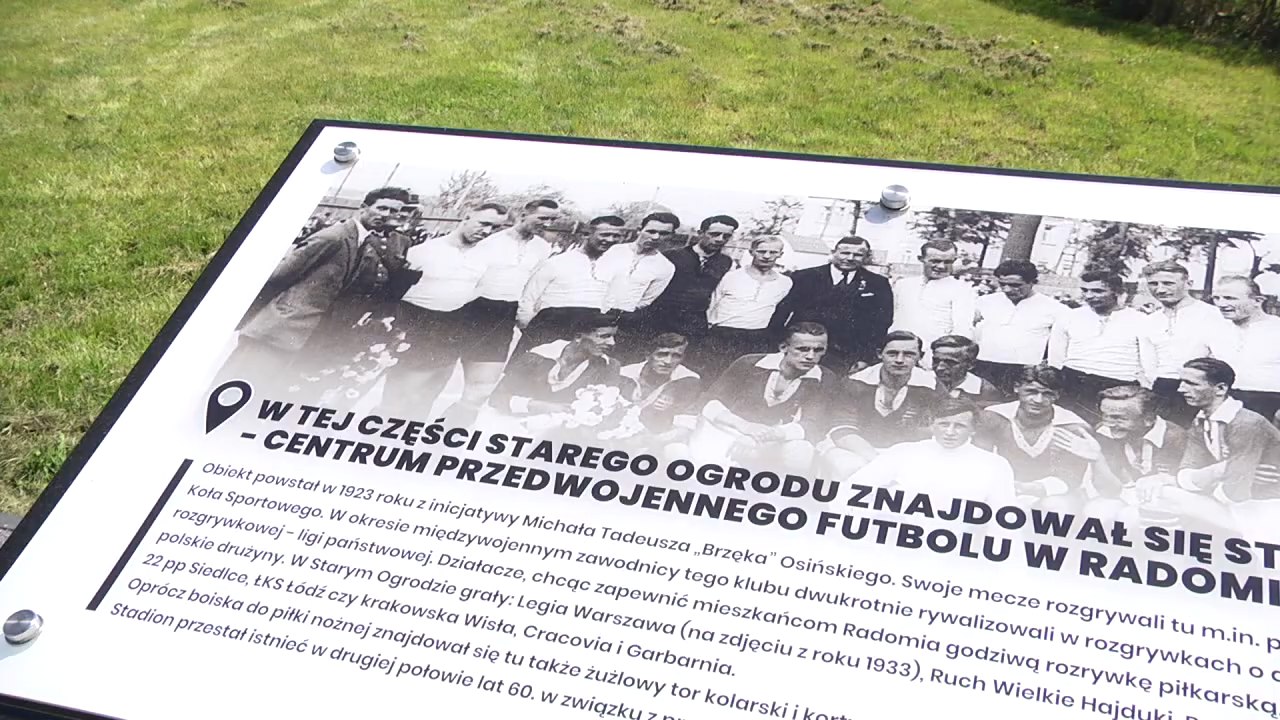 W TEJ CZĘŚCI STAREGO OGRODU ZNAJDOWAŁ SIĘ ST
- CENTRUM PRZEDWOJENNEGO FUTBOLU W RADOMI
Obiekt powstał w 1923 roku z inicjatywy Michała Tadeusza „Brzęka” Osińskiego. Swoje mecze rozgrywali tu m.in. p
Koła Sportowego. W okresie międzywojennym zawodnicy tego klubu dwukrotnie rywalizowali w rozgrywkach o
rozgrywkowej - ligi państwowej. Działacze, chcąc zapewnić mieszkańcom Radomia godziwą rozrywkę piłkarską,
polskie drużyny. W Starym Ogrodzie grały: Legia Warszawa (na zdjęciu z roku 1933), Ruch Wielkie Hajduki,
22 pp Siedlce, ŁKS Łódź czy krakowska Wisła, Cracovia i Garbarnia.
Oprócz boiska do piłki nożnej znajdował się tu także żużlowy tor kolarski i kort
Stadion przestał istnieć w drugiej połowie lat 60. w związku z